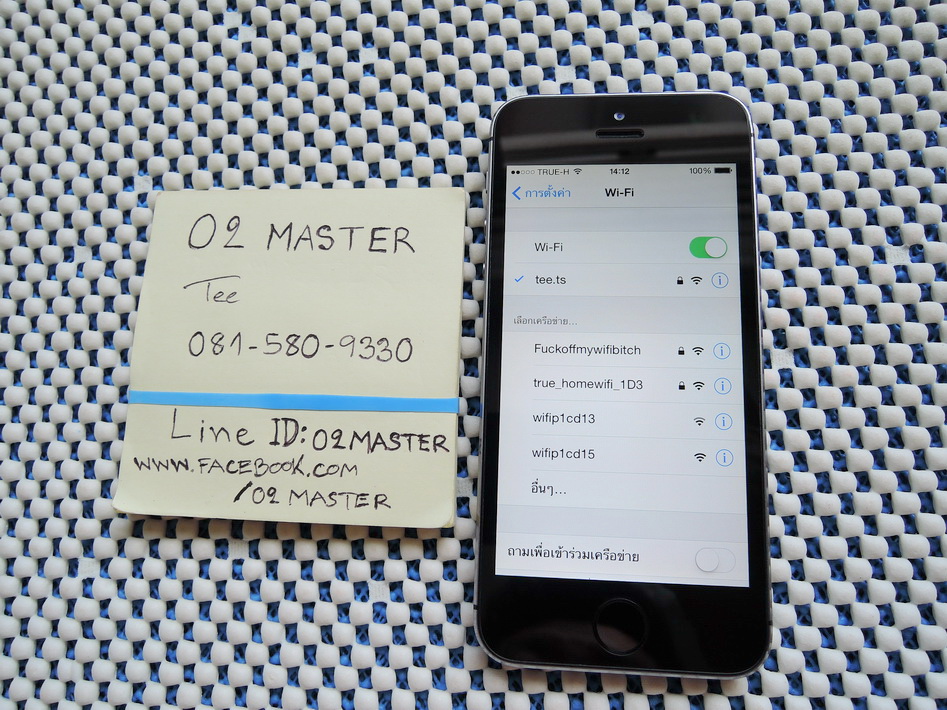 O2 MASTER
Tee
081-580-9330
Line ID: O2MASTER
WWW.FACEBOOK.COM
/O2 MASTER
TRUE-H 14:12 100%
การตั้งค่า Wi-Fi
Wi-Fi
tee.ts
เลือกเครือข่าย...
Fuckoffmywifibitch
true_homewifi_1D3
wifip1cd13
wifip1cd15
อื่นๆ...
ถามเพื่อเข้าร่วมเครือข่าย